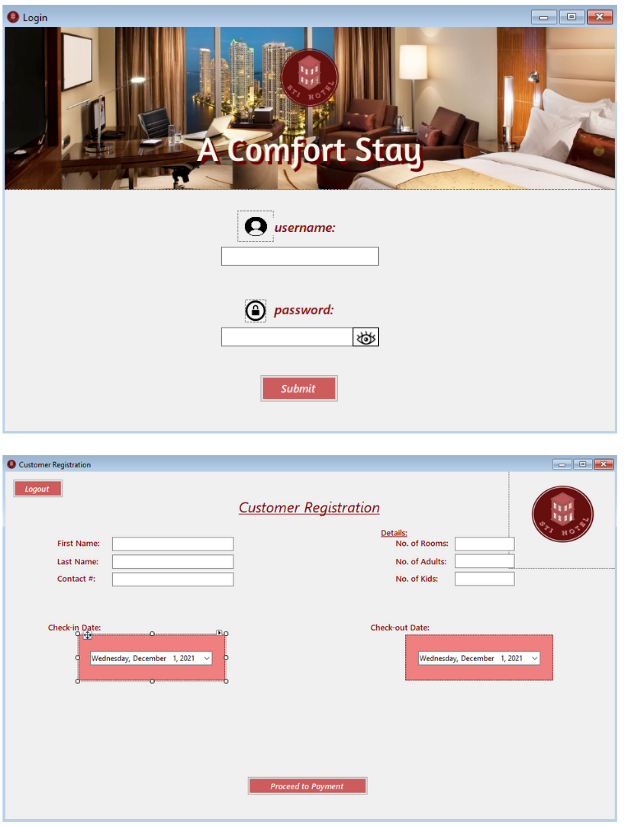 Login
STI HOTEL
A Comfort Stay
username:
password:
Submit
Customer Registration
Logout
Customer Registration
STI HOTEL
Details:
First Name:
No. of Rooms:
Last Name:
No. of Adults:
Contact #:
No. of Kids:
Check-in Date:
Check-out Date:
Wednesday, December 1, 2021
Wednesday, December 1, 2021
Proceed to Payment